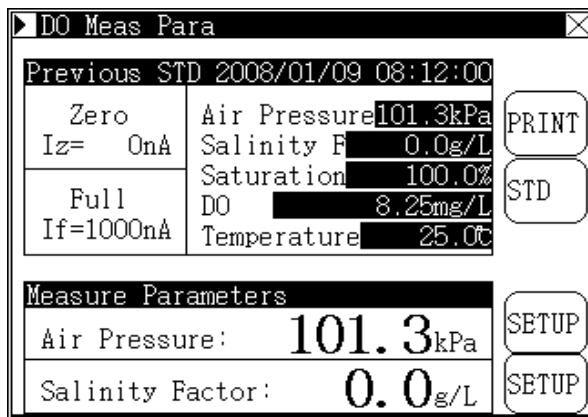 DO Meas Para
Previous STD 2008/01/09 08:12:00
Zero
Iz= 0nA
Full
If=1000nA
Air Pressure 101.3kPa
Salinity F 0.0g/L
Saturation 100.0%
DO 8.25mg/L
Temperature 25.0℃
PRINT
STD
Measure Parameters
Air Pressure: 101.3kPa
SETUP
Salinity Factor: 0.0g/L
SETUP